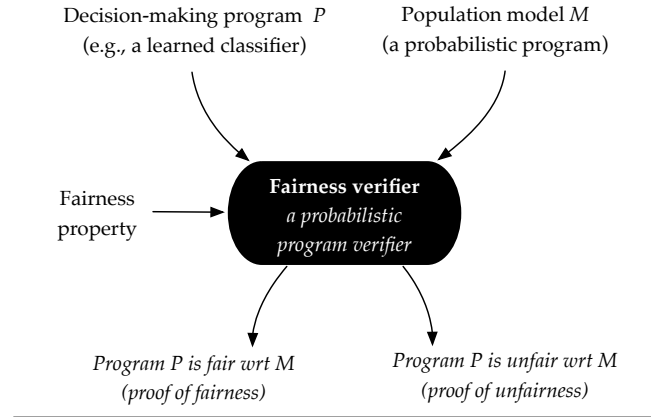 Decision-making program P
(e.g., a learned classifier)
Population model M
(a probabilistic program)
Fairness
property
Fairness verifier
a probabilistic
program verifier
Program P is fair wrt M
(proof of fairness)
Program P is unfair wrt M
(proof of unfairness)